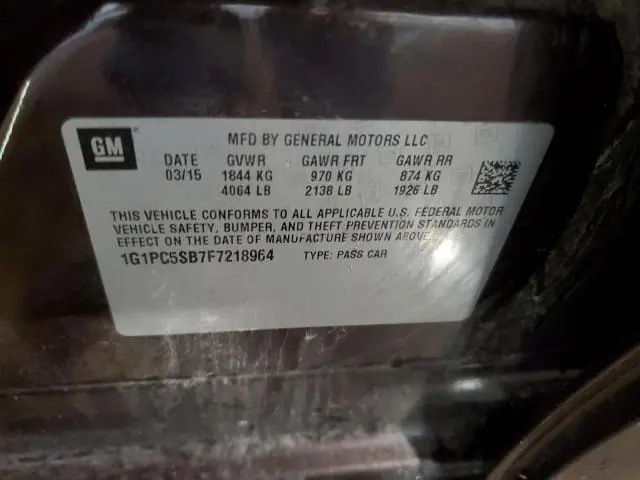 GM
MFD BY GENERAL MOTORS LLC
DATE GVWR GAWR FRT GAWR RR
03/15 1844 KG 970 KG 874 KG
4064 LB 2138 LB 1926 LB
THIS VEHICLE CONFORMS TO ALL APPLICABLE U.S. FEDERAL MOTOR
VEHICLE SAFETY, BUMPER, AND THEFT PREVENTION STANDARDS IN
EFFECT ON THE DATE OF MANUFACTURE SHOWN ABOVE.
1G1PC5SB7F7218964 TYPE: PASS CAR